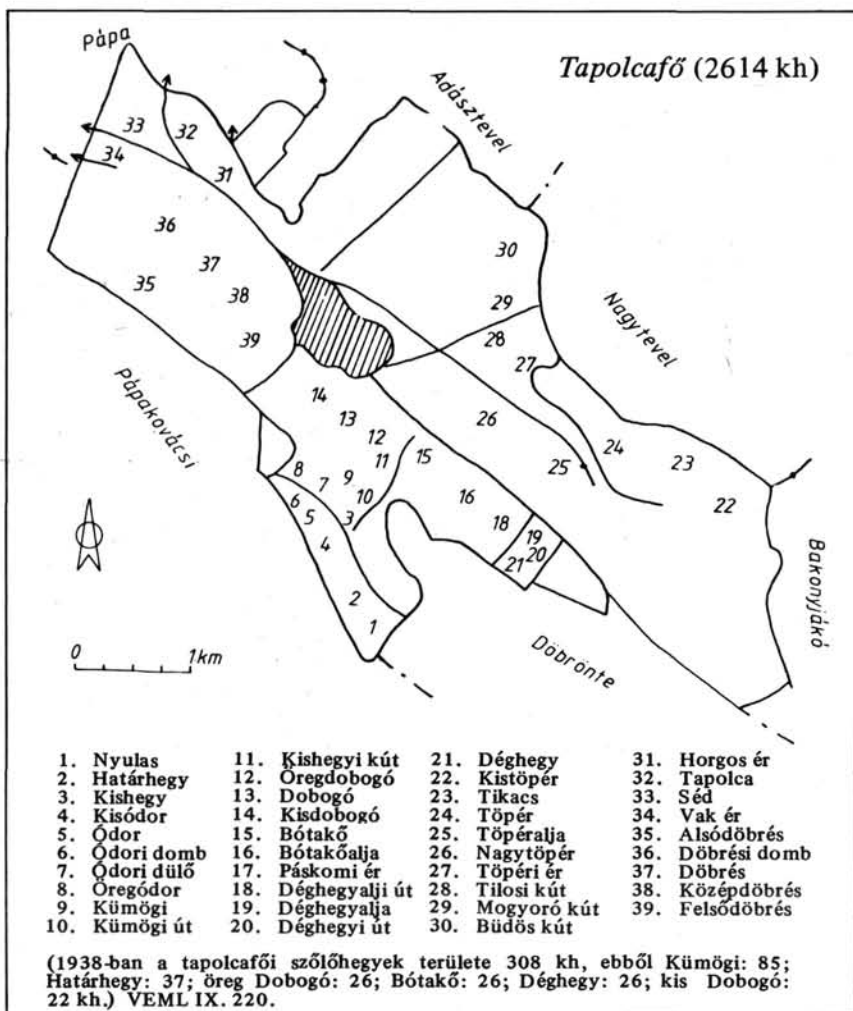 Tapolcafő (2614 kh)
Pápa
Adásztevel
Nagytevel
Pápakovácsi
Bakonyjákó
Döbrönte
33
32
34
31
36
37
35
38
39
30
29
28
27
26
25
24
23
22
14
13
12
11
15
8
7
9
10
6
5
3
4
16
18
19
20
21
2
1
0
1 km
1. Nyulas
2. Határhegy
3. Kishegy
4. Kisódor
5. Ódor
6. Ódori domb
7. Ódori dülő
8. Öregódor
9. Kümögi
10. Kümögi út
11. Kishegyi kút
12. Öregdobogó
13. Dobogó
14. Kisdobogó
15. Bótakő
16. Bótakőalja
17. Páskomi ér
18. Déghegyalji út
19. Déghegyalja
20. Déghegyi út
21. Déghegy
22. Kistöpér
23. Tikacs
24. Töpér
25. Töpéralja
26. Nagytöpér
27. Töpéri ér
28. Tilosi kút
29. Mogyoró kút
30. Büdös kút
31. Horgos ér
32. Tapolca
33. Séd
34. Vak ér
35. Alsódöbrés
36. Döbrési domb
37. Döbrés
38. Középdöbrés
39. Felsődöbrés
(1938-ban a tapolcafői szőlőhegyek területe 308 kh, ebből Kümögi: 85;
Határhegy: 37; öreg Dobogó: 26; Bótakő: 26; Déghegy: 26; kis Dobogó:
22 kh.) VEML IX. 220.